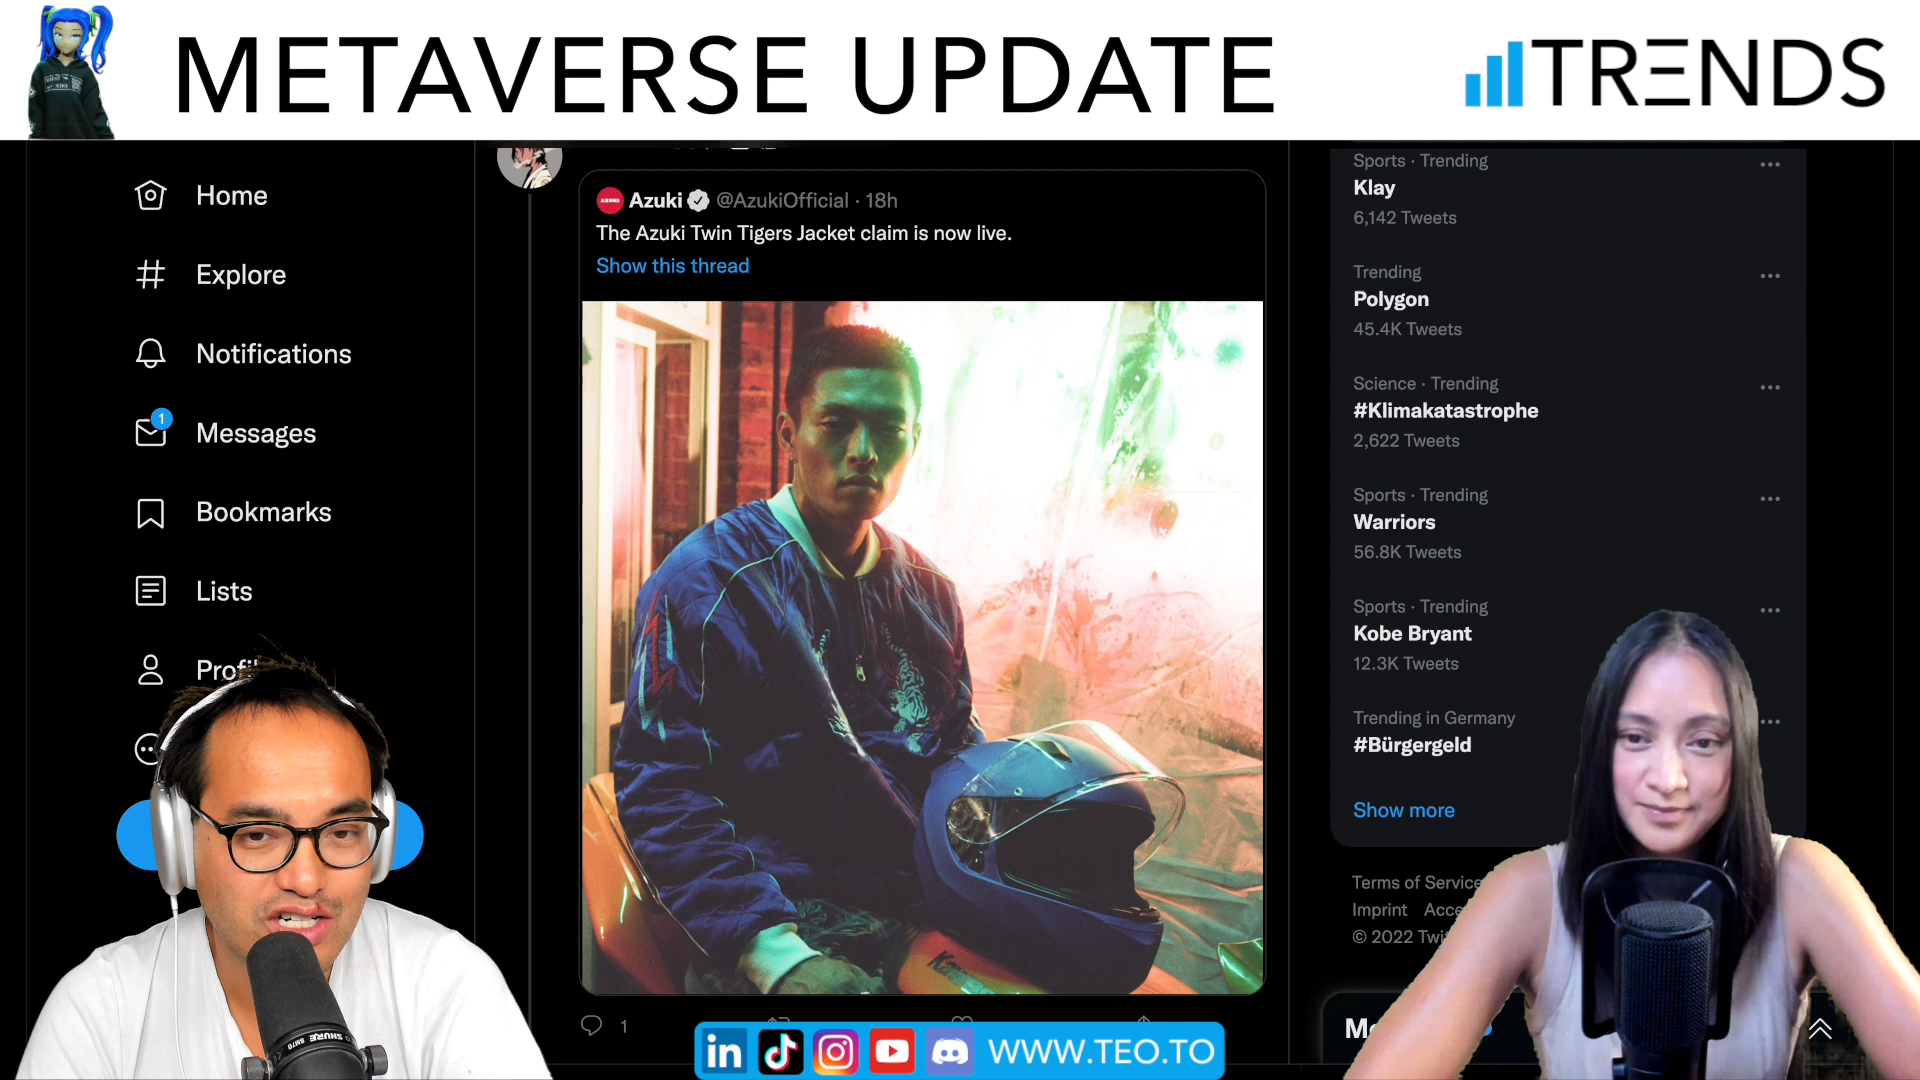 METAVERSE UPDATE
TRENDS
Home
Explore
Notifications
1
Messages
Bookmarks
Lists
Azuki @AzukiOfficial · 18h
The Azuki Twin Tigers Jacket claim is now live.
Show this thread
1
Sports · Trending
Klay
6,142 Tweets
Trending
Polygon
45.4K Tweets
Science · Trending
#Klimakatastrophe
2,622 Tweets
Sports · Trending
Warriors
56.8K Tweets
Sports · Trending
Kobe Bryant
12.3K Tweets
Trending in Germany
#Bürgergeld
Show more
Terms of Service
Imprint
© 2022
SHURE
SM7B
in
WWW.TEO.TO